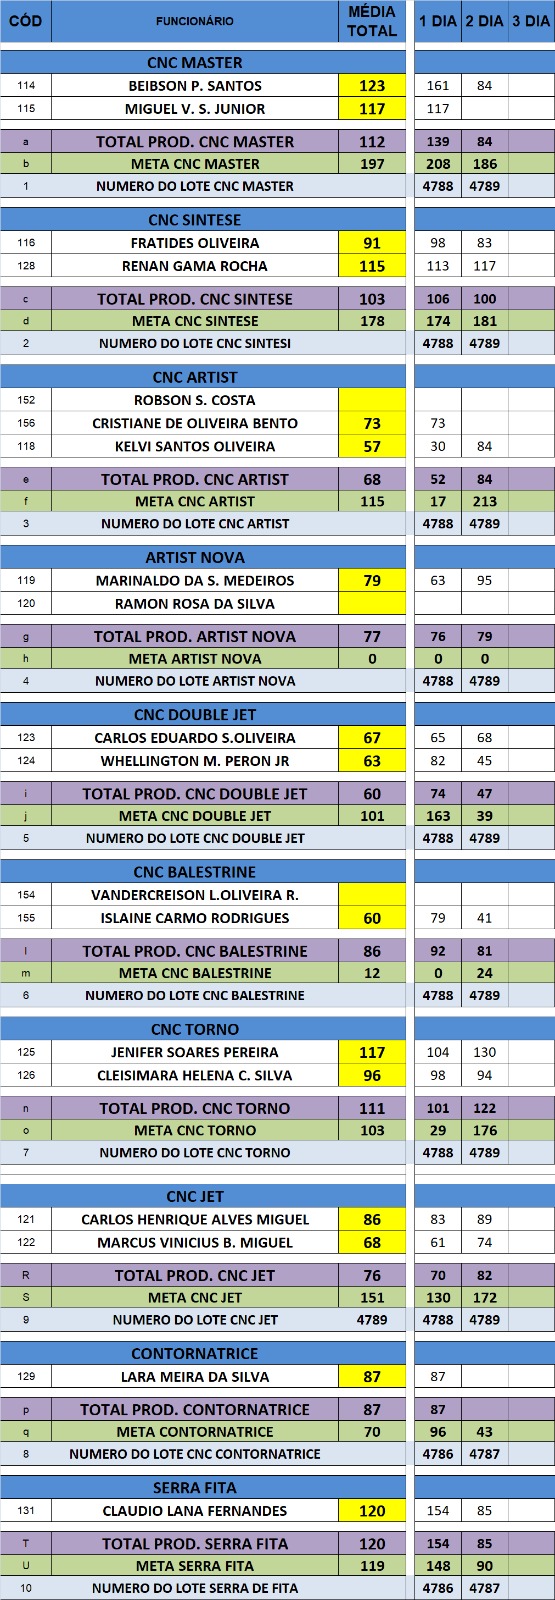 CÓD FUNCIONÁRIO MÉDIA TOTAL 1 DIA 2 DIA 3 DIA
CNC MASTER
114 BEIBSON P. SANTOS 123 161 84
115 MIGUEL V. S. JUNIOR 117 117
a TOTAL PROD. CNC MASTER 112 139 84
b META CNC MASTER 197 208 186
1 NUMERO DO LOTE CNC MASTER 4788 4789
CNC SINTESE
116 FRATIDES OLIVEIRA 91 98 83
128 RENAN GAMA ROCHA 115 113 117
c TOTAL PROD. CNC SINTESE 103 106 100
d META CNC SINTESE 178 174 181
2 NUMERO DO LOTE CNC SINTESI 4788 4789
CNC ARTIST
152 ROBSON S. COSTA
156 CRISTIANE DE OLIVEIRA BENTO 73 73
118 KELVI SANTOS OLIVEIRA 57 30 84
e TOTAL PROD. CNC ARTIST 68 52 84
f META CNC ARTIST 115 17 213
3 NUMERO DO LOTE CNC ARTIST 4788 4789
ARTIST NOVA
119 MARINALDO DA S. MEDEIROS 79 63 95
120 RAMON ROSA DA SILVA
g TOTAL PROD. ARTIST NOVA 77 76 79
h META ARTIST NOVA 0 0 0
4 NUMERO DO LOTE ARTIST NOVA 4788 4789
CNC DOUBLE JET
123 CARLOS EDUARDO S.OLIVEIRA 67 65 68
124 WHELLINGTON M. PERON JR 63 82 45
i TOTAL PROD. CNC DOUBLE JET 60 74 47
j META CNC DOUBLE JET 101 163 39
5 NUMERO DO LOTE CNC DOUBLE JET 4788 4789
CNC BALESTRINE
154 VANDERCREISON L.OLIVEIRA R.
155 ISLAINE CARMO RODRIGUES 60 79 41
l TOTAL PROD. CNC BALESTRINE 86 92 81
m META CNC BALESTRINE 12 0 24
6 NUMERO DO LOTE CNC BALESTRINE 4788 4789
CNC TORNO
125 JENIFER SOARES PEREIRA 117 104 130
126 CLEISIMARA HELENA C. SILVA 96 98 94
n TOTAL PROD. CNC TORNO 111 101 122
o META CNC TORNO 103 29 176
7 NUMERO DO LOTE CNC TORNO 4788 4789
CNC JET
121 CARLOS HENRIQUE ALVES MIGUEL 86 83 89
122 MARCUS VINICIUS B. MIGUEL 68 61 74
R TOTAL PROD. CNC JET 76 70 82
S META CNC JET 151 130 172
9 NUMERO DO LOTE CNC JET 4789 4788 4789
CONTORNATRICE
129 LARA MEIRA DA SILVA 87 87
p TOTAL PROD. CONTORNATRICE 87 87
q META CONTORNATRICE 70 96 43
8 NUMERO DO LOTE CNC CONTORNATRICE 4786 4787
SERRA FITA
131 CLAUDIO LANA FERNANDES 120 154 85
T TOTAL PROD. SERRA FITA 120 154 85
U META SERRA FITA 119 148 90
10 NUMERO DO LOTE SERRA DE FITA 4786 4787